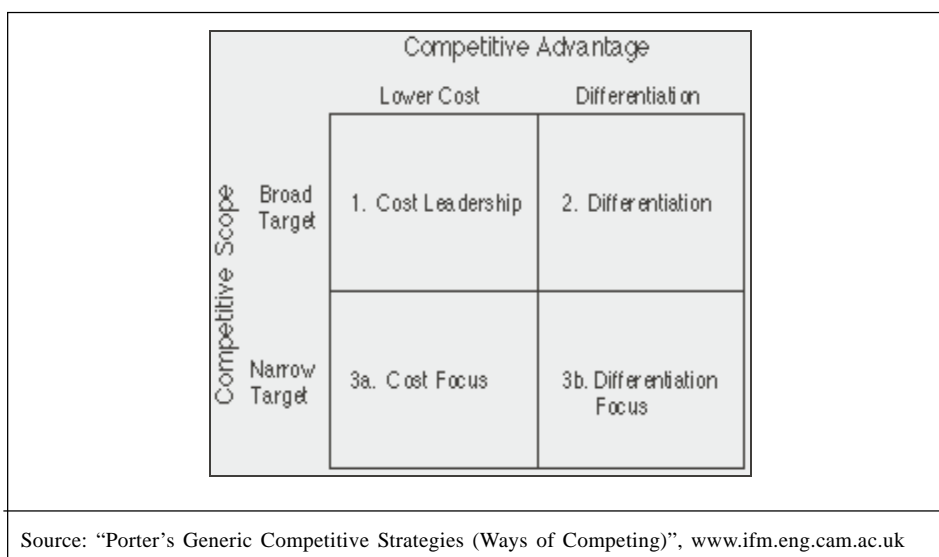 Competitive Advantage
Lower Cost Differentiation
Competitive Scope
Broad
Target
1. Cost Leadership
2. Differentiation
Narrow
Target
3a. Cost Focus
3b. Differentiation
Focus
Source: “Porter’s Generic Competitive Strategies (Ways of Competing)”, www.ifm.eng.cam.ac.uk